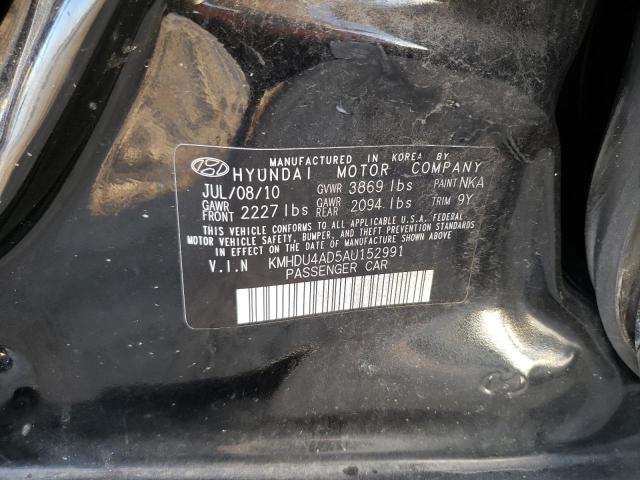 MANUFACTURED IN KOREA BY
HYUNDAI MOTOR COMPANY
JUL/08/10 GVWR 3869 lbs PAINT NKA
GAWR FRONT 2227 lbs GAWR REAR 2094 lbs TRIM 9Y
THIS VEHICLE CONFORMS TO ALL APPLICABLE U.S.A. FEDERAL
MOTOR VEHICLE SAFETY, BUMPER, AND THEFT PREVENTION STANDARDS
IN EFFECT ON THE DATE OF MANUFACTURE SHOWN ABOVE.
V.I.N KMHDU4AD5AU152991
PASSENGER CAR